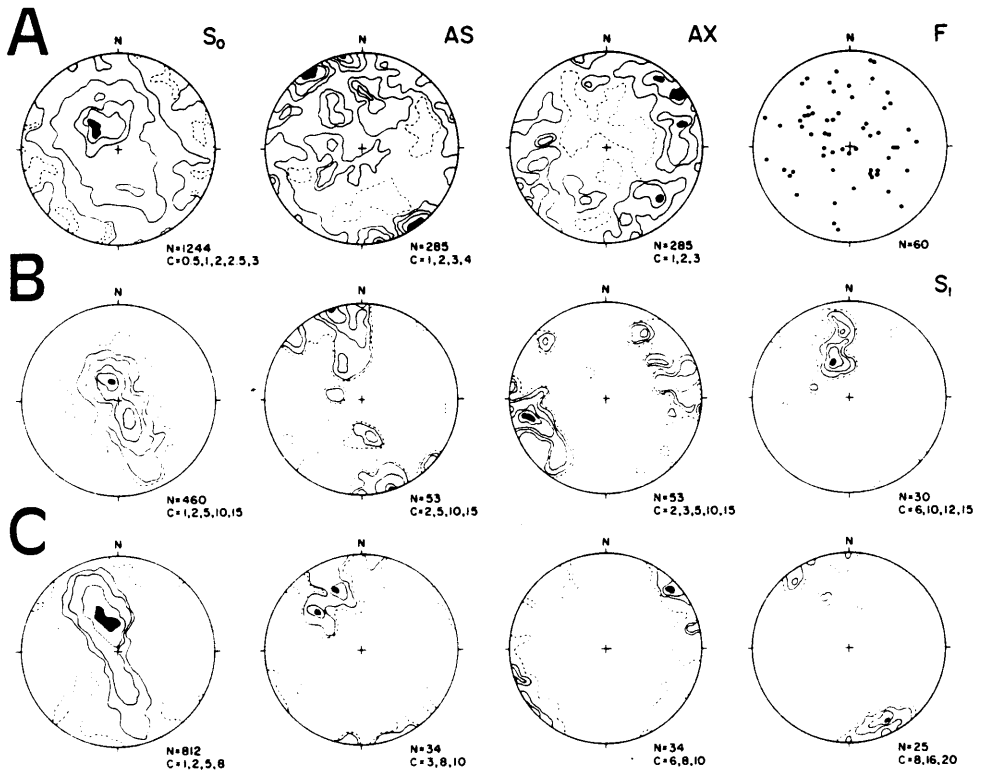 A
S₀
AS
AX
F
N
N
N
N
N=1244
C=0.5,1,2,2.5,3
N=285
C=1,2,3,4
N=285
C=1,2,3
N=60
B
S₁
N
N
N
N
N=460
C=1,2,5,10,15
N=53
C=2,5,10,15
N=53
C=2,3,5,10,15
N=30
C=6,10,12,15
C
N
N
N
N
N=812
C=1,2,5,8
N=34
C=3,8,10
N=34
C=6,8,10
N=25
C=8,16,20